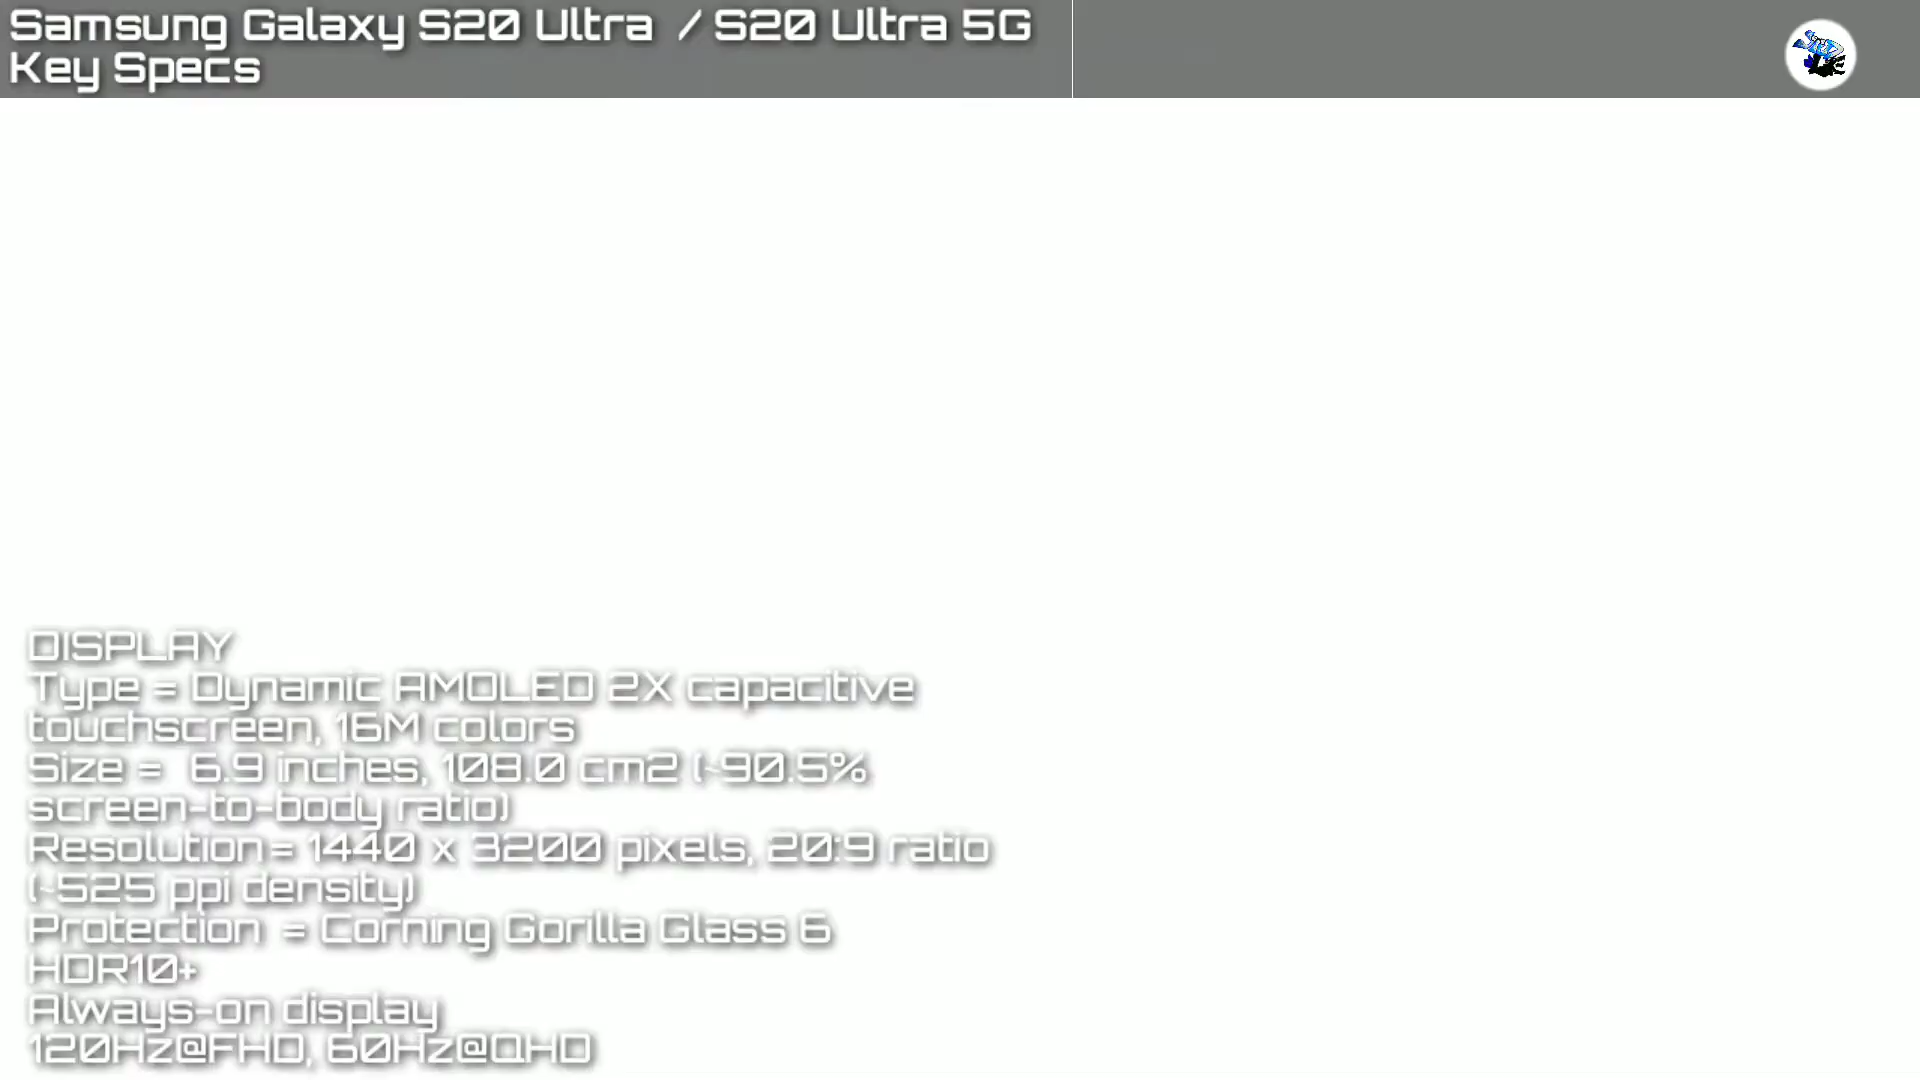 Samsung Galaxy S20 Ultra / S20 Ultra 5G
Key Specs
DISPLAY
Type = Dynamic AMOLED 2X capacitive
touchscreen, 16M colors
Size = 6.9 inches, 108.0 cm2 (~90.5%
screen-to-body ratio)
Resolution= 1440 x 3200 pixels, 20:9 ratio
(~525 ppi density)
Protection = Corning Gorilla Glass 6
HDR10+
Always-on display
120Hz@FHD, 60Hz@QHD